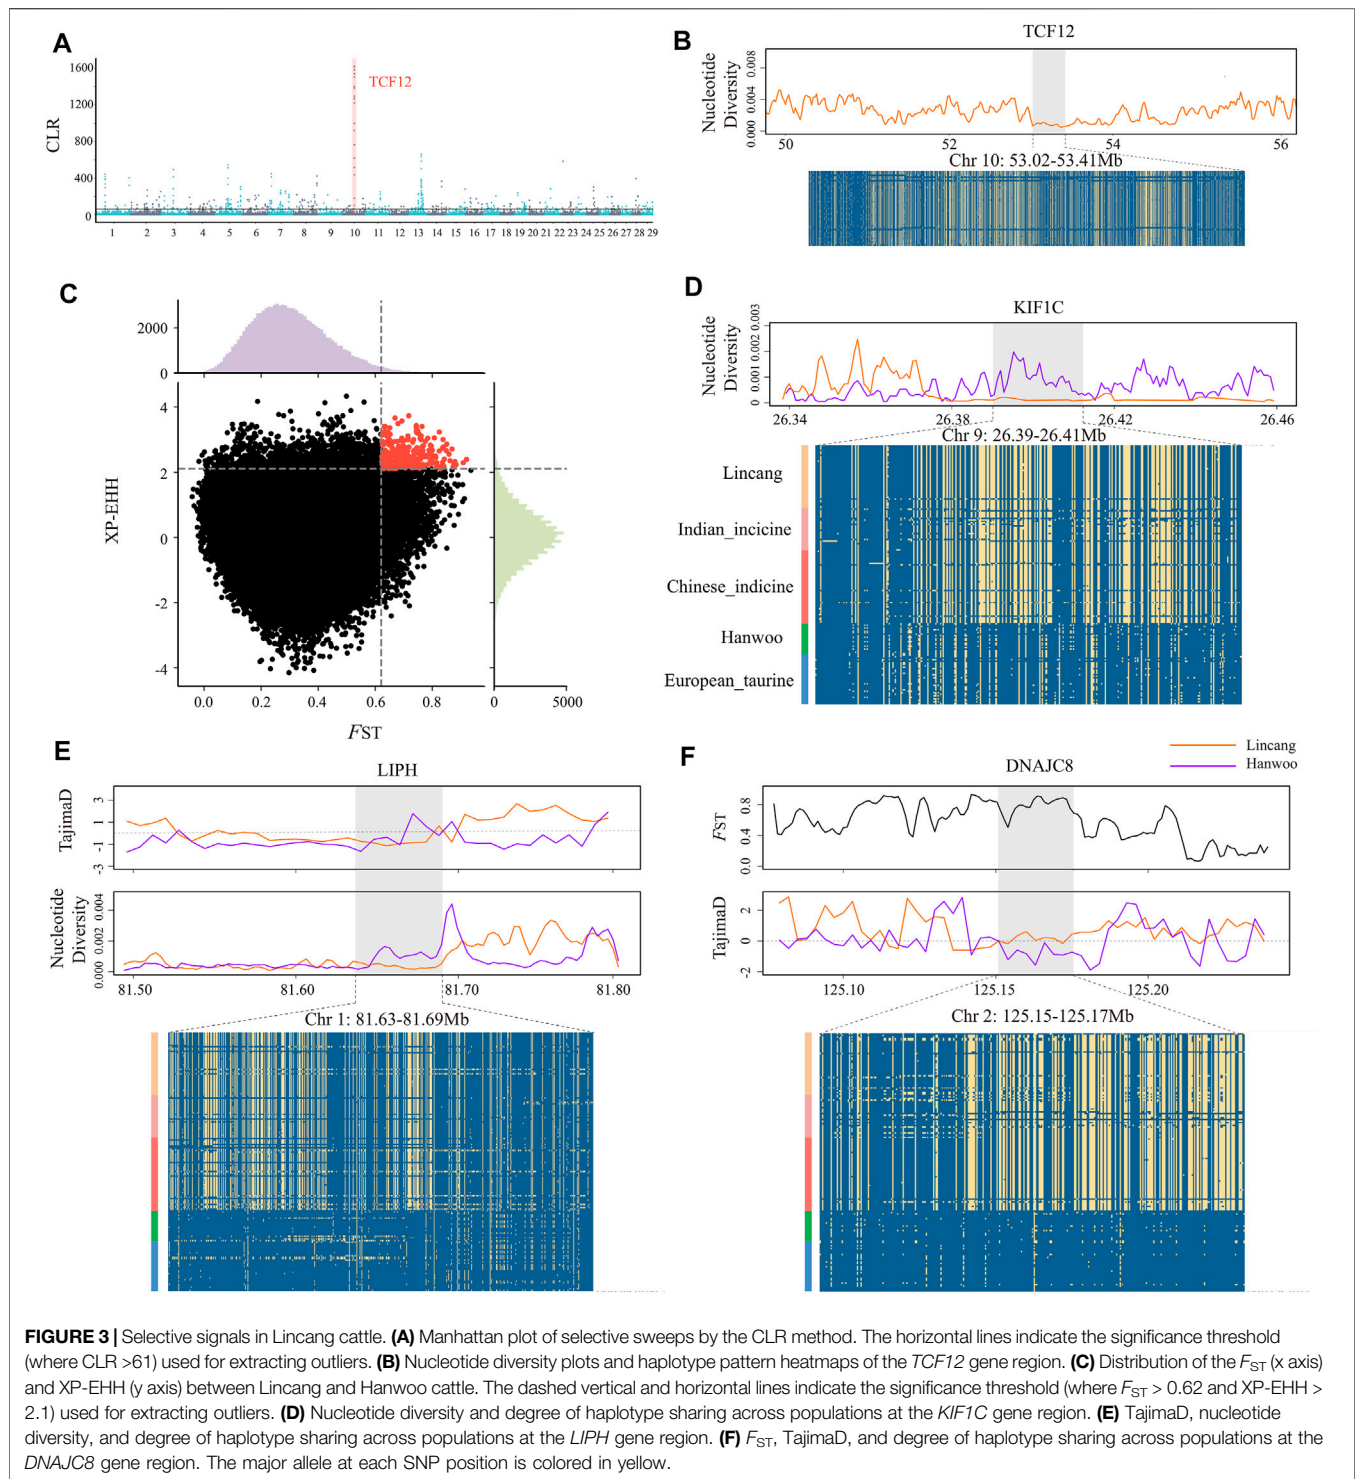 A
TCF12
CLR
1600
1200
800
400
0
1 2 3 4 5 6 7 8 9 10 11 12 13 14 15 16 17 18 19 20 21 22 23 24 25 26 27 28 29
B
TCF12
Nucleotide
Diversity
0.008
0.004
0.000
50 52 54 56
Chr 10: 53.02-53.41Mb
C
2000
0
XP-EHH
4
2
0
-2
-4
0.0 0.2 0.4 0.6 0.8
0 5000
FST
D
KIF1C
Nucleotide
Diversity
0.003
0.002
0.001
0
26.34 26.38 26.42 26.46
Chr 9: 26.39-26.41Mb
Lincang
Indian_incicine
Chinese_indicine
Hanwoo
European_taurine
E
LIPH
TajimaD
3
1
-1
-3
Nucleotide
Diversity
0.004
0.002
0.000
81.50 81.60 81.70 81.80
Chr 1: 81.63-81.69Mb
F
DNAJC8
Lincang
Hanwoo
FST
0.8
0.4
0.0
TajimaD
2
0
-2
125.10 125.15 125.20
Chr 2: 125.15-125.17Mb
FIGURE 3 | Selective signals in Lincang cattle. (A) Manhattan plot of selective sweeps by the CLR method. The horizontal lines indicate the significance threshold
(where CLR >61) used for extracting outliers. (B) Nucleotide diversity plots and haplotype pattern heatmaps of the TCF12 gene region. (C) Distribution of the FST (x axis)
and XP-EHH (y axis) between Lincang and Hanwoo cattle. The dashed vertical and horizontal lines indicate the significance threshold (where FST > 0.62 and XP-EHH >
2.1) used for extracting outliers. (D) Nucleotide diversity and degree of haplotype sharing across populations at the KIF1C gene region. (E) TajimaD, nucleotide
diversity, and degree of haplotype sharing across populations at the LIPH gene region. (F) FST, TajimaD, and degree of haplotype sharing across populations at the
DNAJC8 gene region. The major allele at each SNP position is colored in yellow.